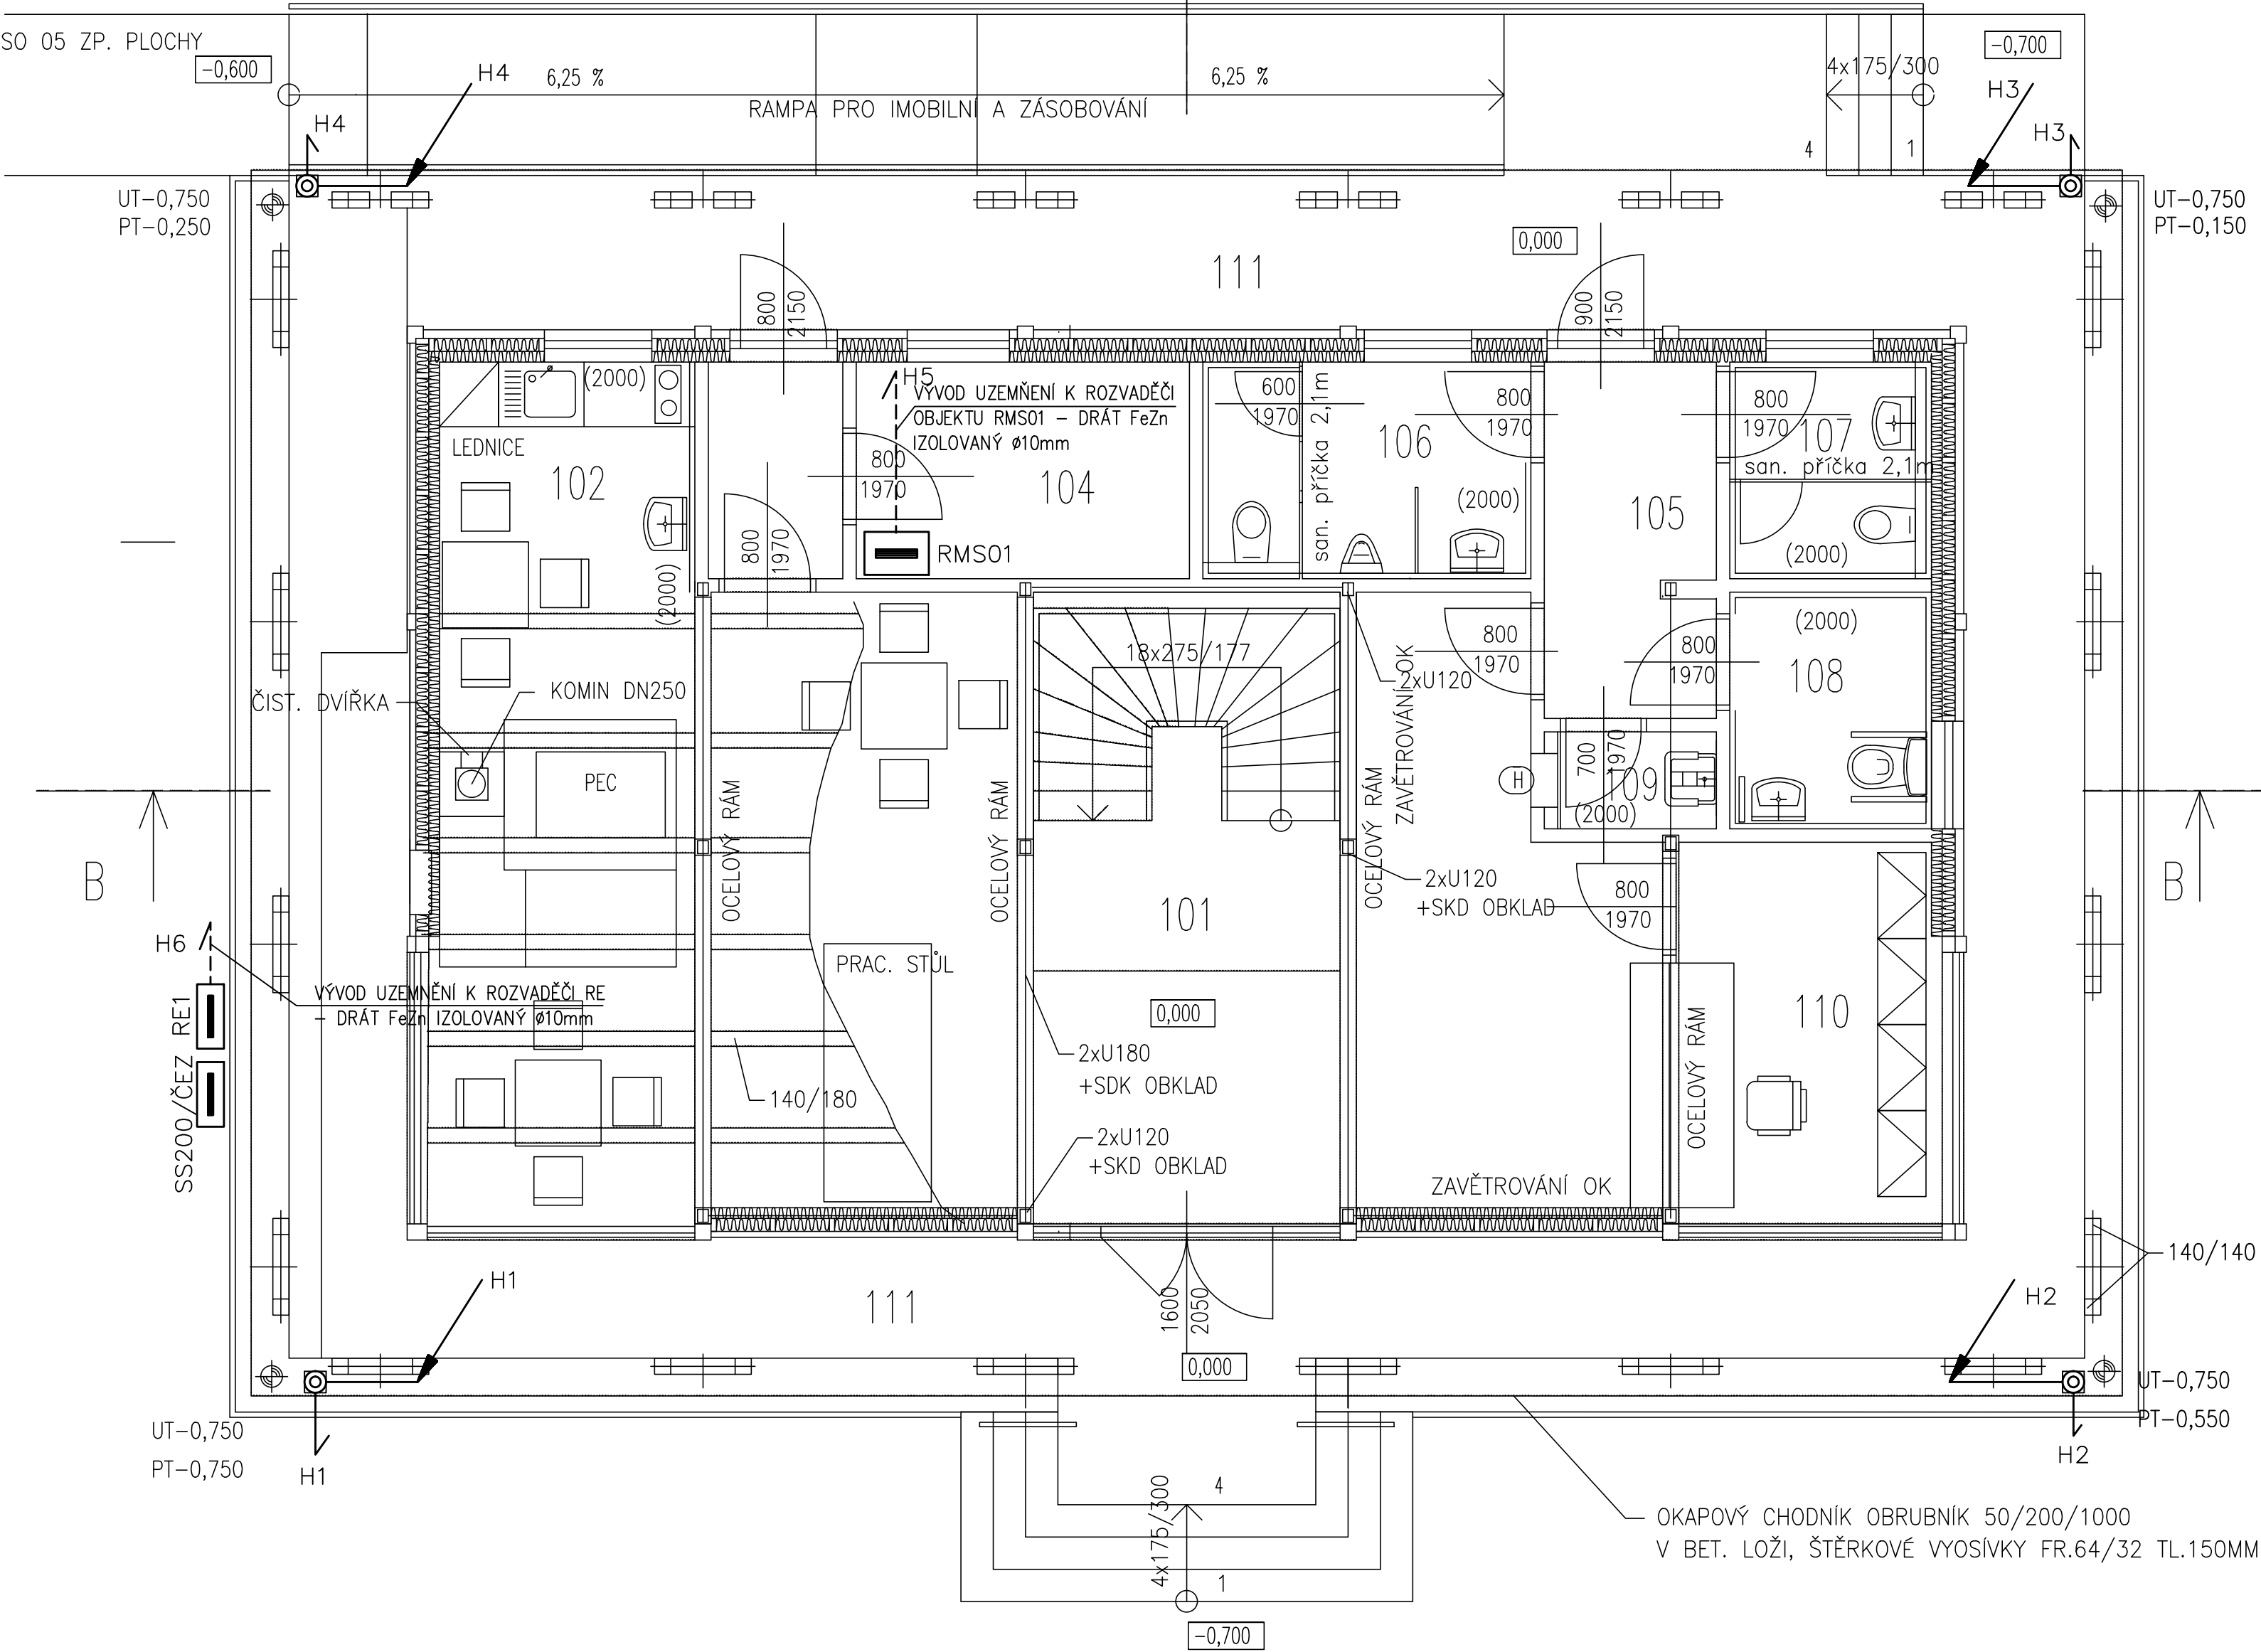 SO 05 ZP. PLOCHY
-0,600
-0,700
H4
6,25 %
6,25 %
4x175/300
RAMPA PRO IMOBILNÍ A ZÁSOBOVÁNÍ
H3
H4
H3
4
1
UT-0,750
PT-0,250
UT-0,750
PT-0,150
0,000
111
800
2150
900
2150
(2000)
H5
VÝVOD UZEMŇENÍ K ROZVADĚČI
OBJEKTU RMS01 - DRÁT FeZn
IZOLOVANÝ ø10mm
600
1970
san. příčka 2,1m
800
1970
800
1970
LEDNICE
102
800
1970
104
106
107
san. příčka 2,1m
(2000)
105
800
1970
RMS01
(2000)
(2000)
18x275/177
2xU120
ZAVĚTROVÁNÍ OK
800
1970
800
1970
(2000)
108
ČIST. DVÍŘKA
KOMIN DN250
PEC
OCELOVÝ RÁM
OCELOVÝ RÁM
OCELOVÝ RÁM
H
700
1970
109
(2000)
B
B
2xU120
+SKD OBKLAD
800
1970
101
H6
PRAC. STŮL
VÝVOD UZEMNĚNÍ K ROZVADĚČI RE
- DRÁT FeZn IZOLOVANÝ ø10mm
RE1
SS200/ČEZ
0,000
110
OCELOVÝ RÁM
2xU180
+SDK OBKLAD
140/180
2xU120
+SKD OBKLAD
ZAVĚTROVÁNÍ OK
140/140
H1
111
1600
2050
H2
0,000
UT-0,750
PT-0,750
H1
UT-0,750
PT-0,550
H2
4x175/300
4
1
OKAPOVÝ CHODNÍK OBRUBNÍK 50/200/1000
V BET. LOŽI, ŠTĚRKOVÉ VYOSÍVKY FR.64/32 TL.150MM
-0,700